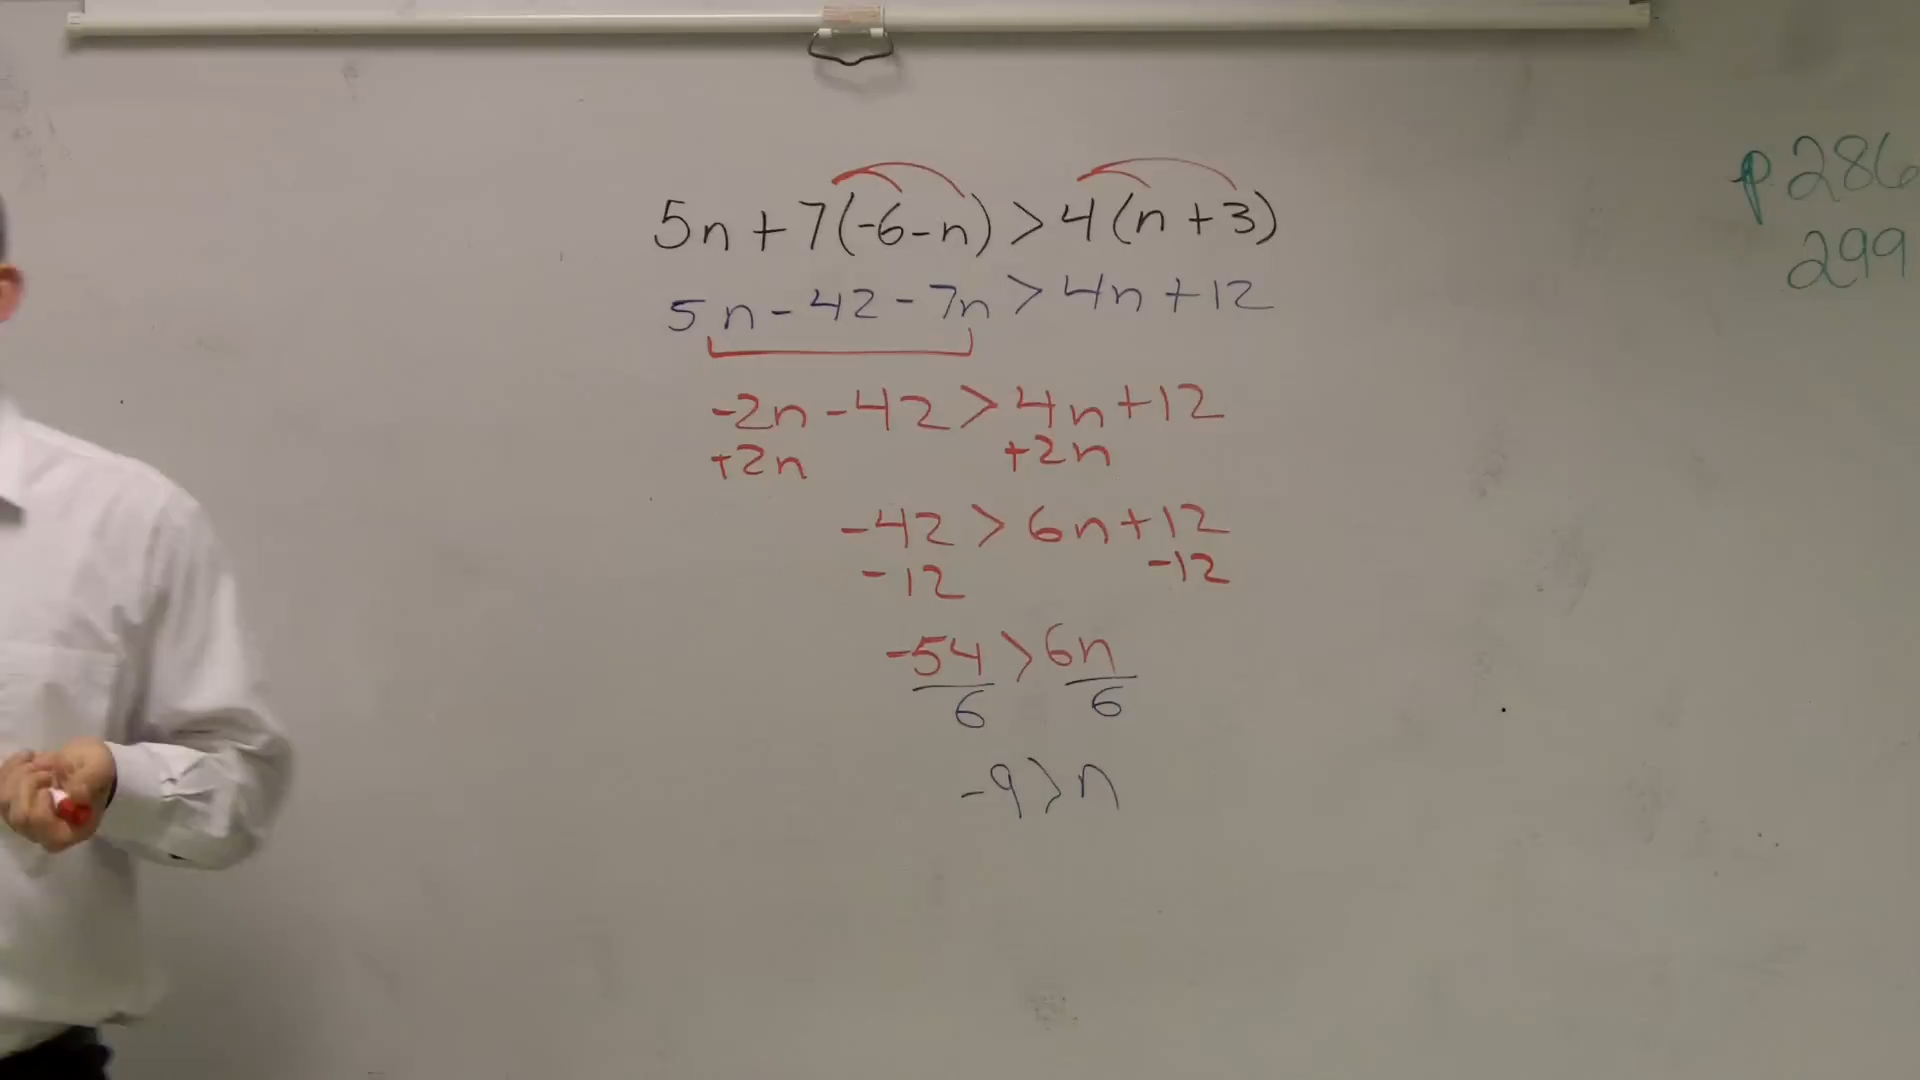 5n+7(-6-n)>4(n+3)
5n-42-7n>4n+12
-2n-42>4n+12
+2n +2n
-42>6n+12
-12 -12
-54>6n
6 6
-9>n
p.286
299